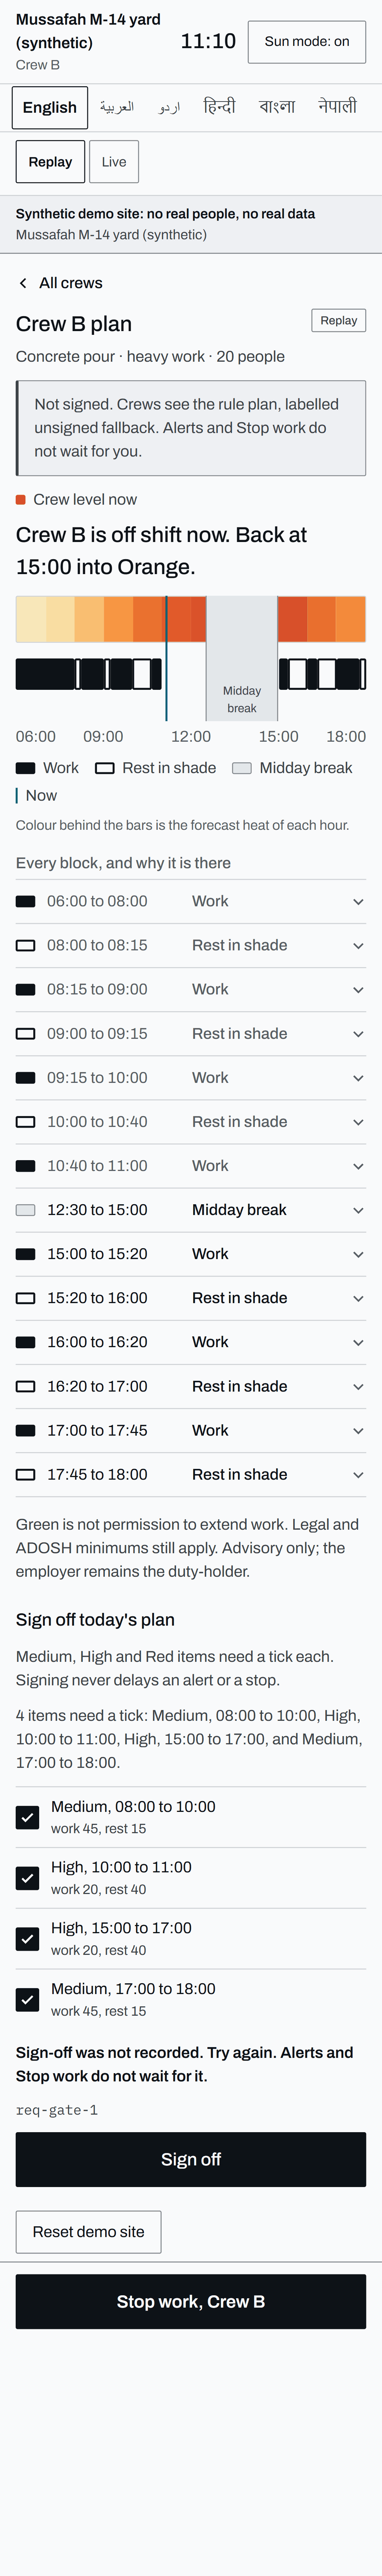 Mussafah M-14 yard
(synthetic)
Crew B
11:10
Sun mode: on
English
العربية
اردو
हिन्दी
বাংলা
नेपाली
Replay
Live
Synthetic demo site: no real people, no real data
Mussafah M-14 yard (synthetic)
All crews
Crew B plan
Replay
Concrete pour · heavy work · 20 people
Not signed. Crews see the rule plan, labelled
unsigned fallback. Alerts and Stop work do
not wait for you.
Crew level now
Crew B is off shift now. Back at
15:00 into Orange.
Midday
break
06:00 09:00 12:00 15:00 18:00
Work Rest in shade Midday break
Now
Colour behind the bars is the forecast heat of each hour.
Every block, and why it is there
06:00 to 08:00 Work
08:00 to 08:15 Rest in shade
08:15 to 09:00 Work
09:00 to 09:15 Rest in shade
09:15 to 10:00 Work
10:00 to 10:40 Rest in shade
10:40 to 11:00 Work
12:30 to 15:00 Midday break
15:00 to 15:20 Work
15:20 to 16:00 Rest in shade
16:00 to 16:20 Work
16:20 to 17:00 Rest in shade
17:00 to 17:45 Work
17:45 to 18:00 Rest in shade
Green is not permission to extend work. Legal and
ADOSH minimums still apply. Advisory only; the
employer remains the duty-holder.
Sign off today's plan
Medium, High and Red items need a tick each.
Signing never delays an alert or a stop.
4 items need a tick: Medium, 08:00 to 10:00, High,
10:00 to 11:00, High, 15:00 to 17:00, and Medium,
17:00 to 18:00.
Medium, 08:00 to 10:00
work 45, rest 15
High, 10:00 to 11:00
work 20, rest 40
High, 15:00 to 17:00
work 20, rest 40
Medium, 17:00 to 18:00
work 45, rest 15
Sign-off was not recorded. Try again. Alerts and
Stop work do not wait for it.
req-gate-1
Sign off
Reset demo site
Stop work, Crew B